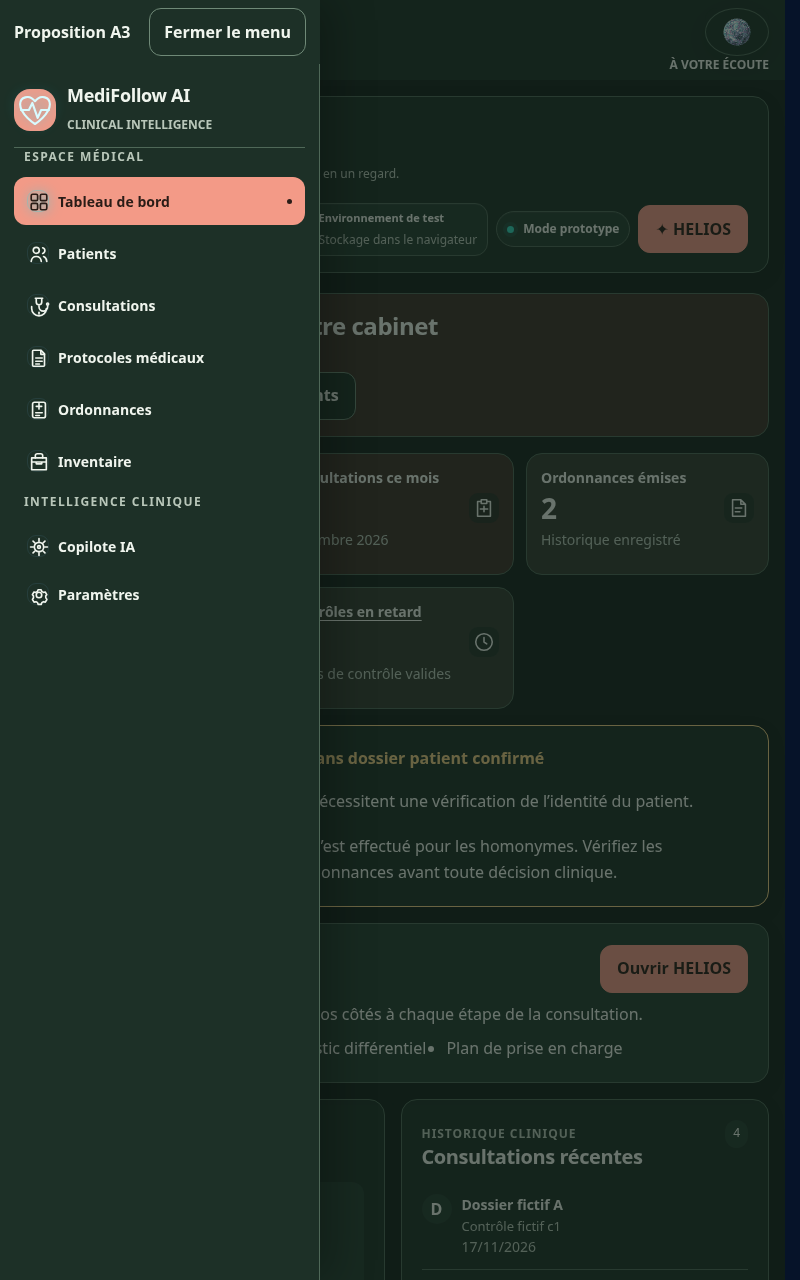 Proposition A3
Fermer le menu
À VOTRE ÉCOUTE
MediFollow AI
CLINICAL INTELLIGENCE
ESPACE MÉDICAL
Tableau de bord
Patients
Consultations
Protocoles médicaux
Ordonnances
Inventaire
INTELLIGENCE CLINIQUE
Copilote IA
Paramètres
en un regard.
Environnement de test
Stockage dans le navigateur
Mode prototype
✦ HELIOS
tre cabinet
nts
ultations ce mois
mbre 2026
Ordonnances émises
2
Historique enregistré
rôles en retard
s de contrôle valides
ans dossier patient confirmé
écessitent une vérification de l’identité du patient.
’est effectué pour les homonymes. Vérifiez les
onnances avant toute décision clinique.
Ouvrir HELIOS
os côtés à chaque étape de la consultation.
stic différentiel • Plan de prise en charge
HISTORIQUE CLINIQUE
4
Consultations récentes
D
Dossier fictif A
Contrôle fictif c1
17/11/2026